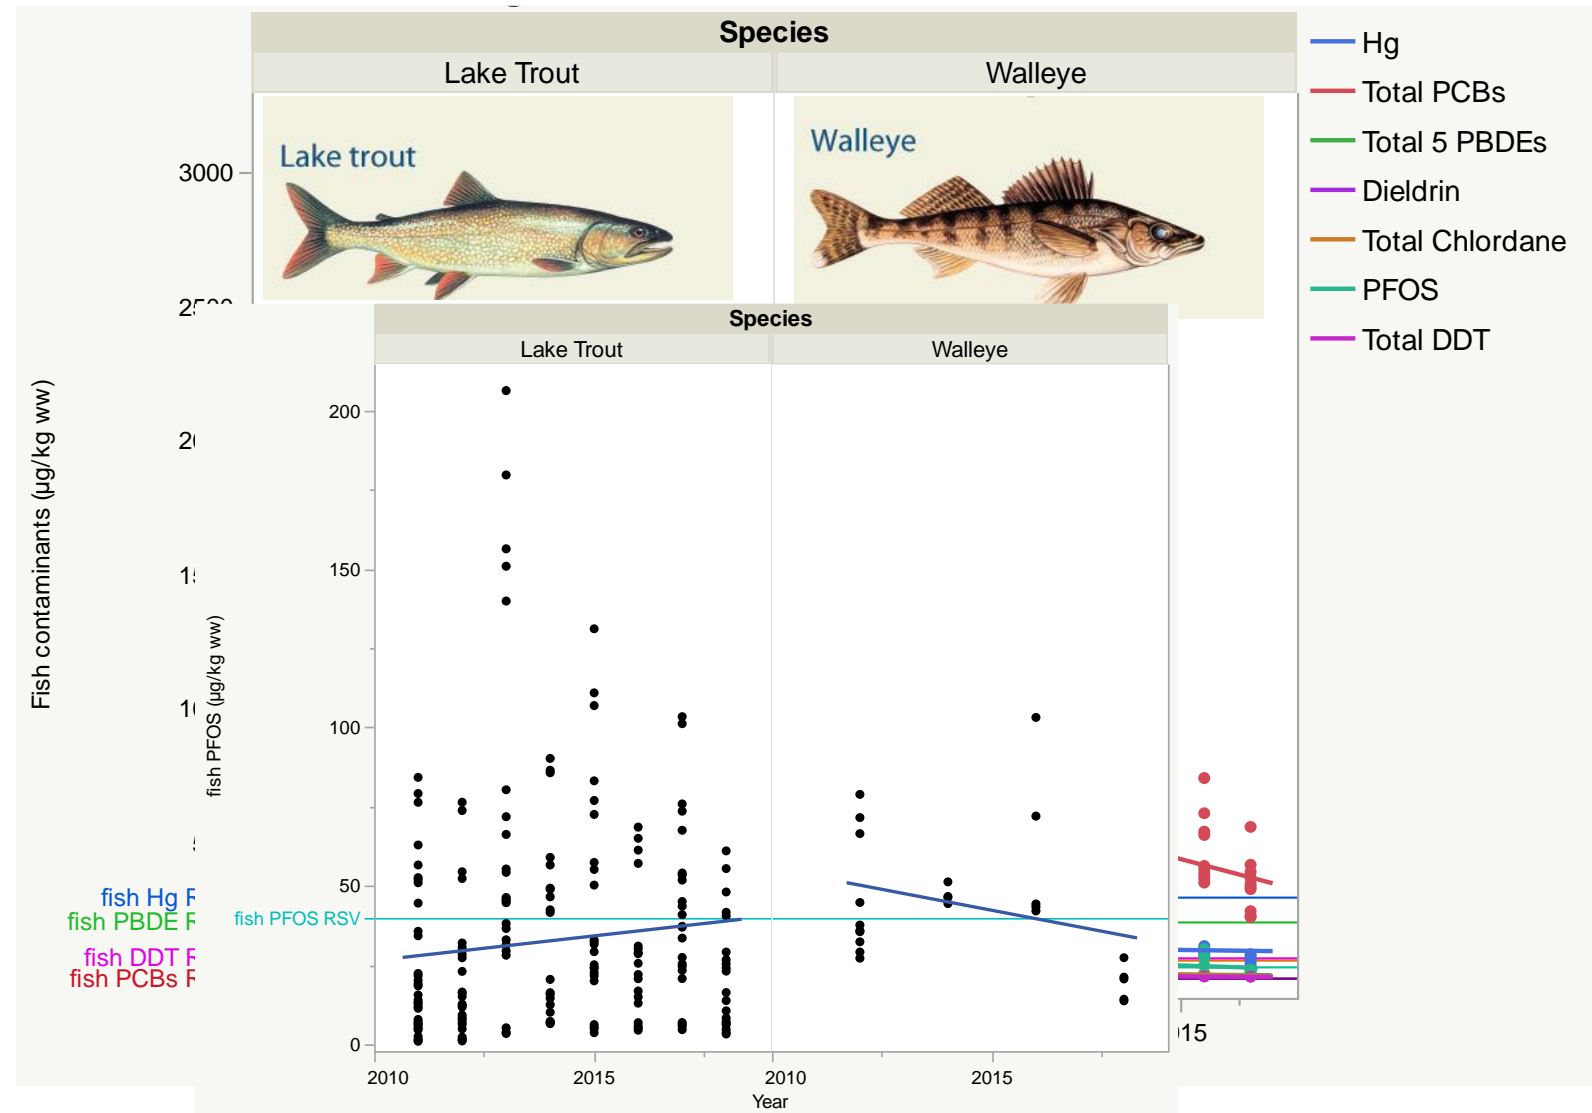 Species
Lake Trout Walleye
Hg
Total PCBs
Total 5 PBDEs
Dieldrin
Total Chlordane
PFOS
Total DDT
Lake trout
Walleye
3000
Fish contaminants (µg/kg ww)
fish Hg
fish PBDE
fish DDT
fish PCBs
Species
Lake Trout Walleye
200
150
100
50
0
fish PFOS (µg/kg ww)
fish PFOS RSV
2010 2015 2010 2015
Year
15